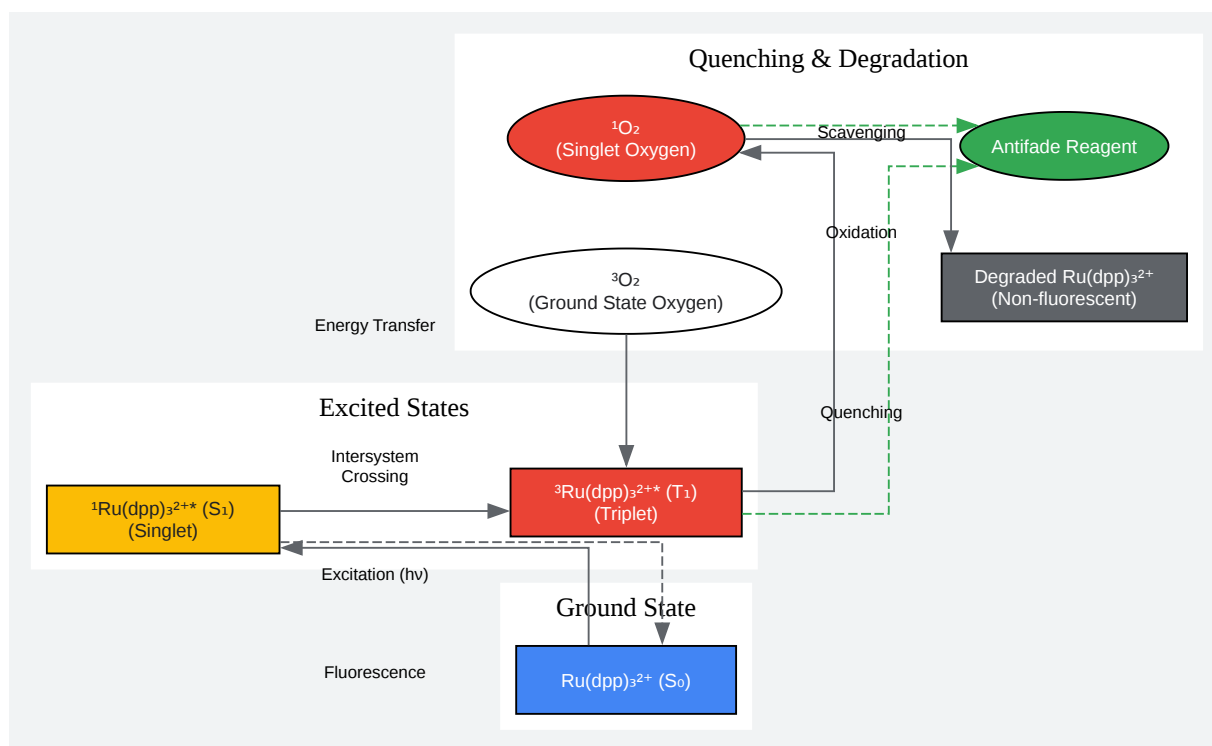 Quenching & Degradation
¹O₂
(Singlet Oxygen)
Scavenging
Antifade Reagent
Oxidation
³O₂
(Ground State Oxygen)
Degraded Ru(dpp)₃²⁺
(Non-fluorescent)
Energy Transfer
Excited States
Quenching
Intersystem
Crossing
¹Ru(dpp)₃²⁺* (S₁)
(Singlet)
³Ru(dpp)₃²⁺* (T₁)
(Triplet)
Excitation (hν)
Ground State
Fluorescence
Ru(dpp)₃²⁺ (S₀)